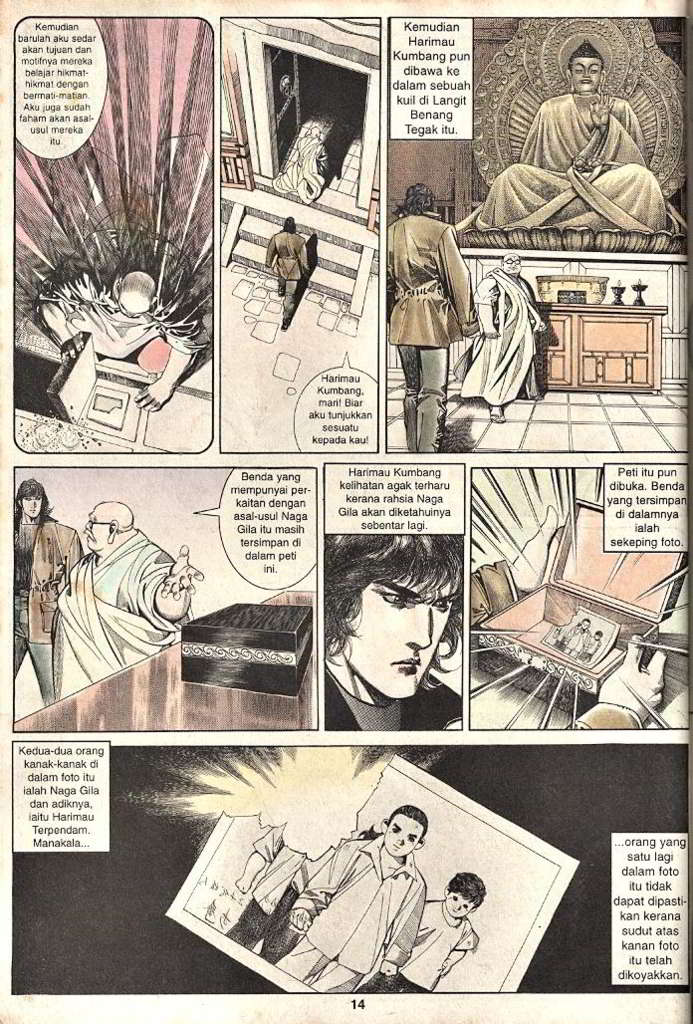 Kemudian
barulah aku sedar
akan tujuan dan
motifnya mereka
belajar hikmat-
hikmat dengan
bermati-matian.
Aku juga sudah
faham akan asal-
usul mereka
itu
Harimau
Kumbang,
mari! Biar
aku tunjukkan
sesuatu
kepada kau!
Kemudian
Harimau
Kumbang pun
dibawa ke
dalam sebuah
kuil di Langit
Benang
Tegak itu.
Benda yang
mempunyai per-
kaitan dengan
asal-usul Naga
Gila itu masih
tersimpan di
dalam peti
ini.
Harimau Kumbang
kelihatan agak terharu
kerana rahsia Naga
Gila akan diketahuinya
sebentar lagi.
Peti itu pun
dibuka. Benda
yang tersimpan
di dalamnya
ialah
sekeping foto.
Kedua-dua orang
kanak-kanak di
dalam foto itu
ialah Naga Gila
dan adiknya,
iaitu Harimau
Terpendam.
Manakala...
...orang yang
satu lagi
dalam foto
itu tidak
dapat dipasti-
kan kerana
sudut atas
kanan foto
itu telah
dikoyakkan.
14